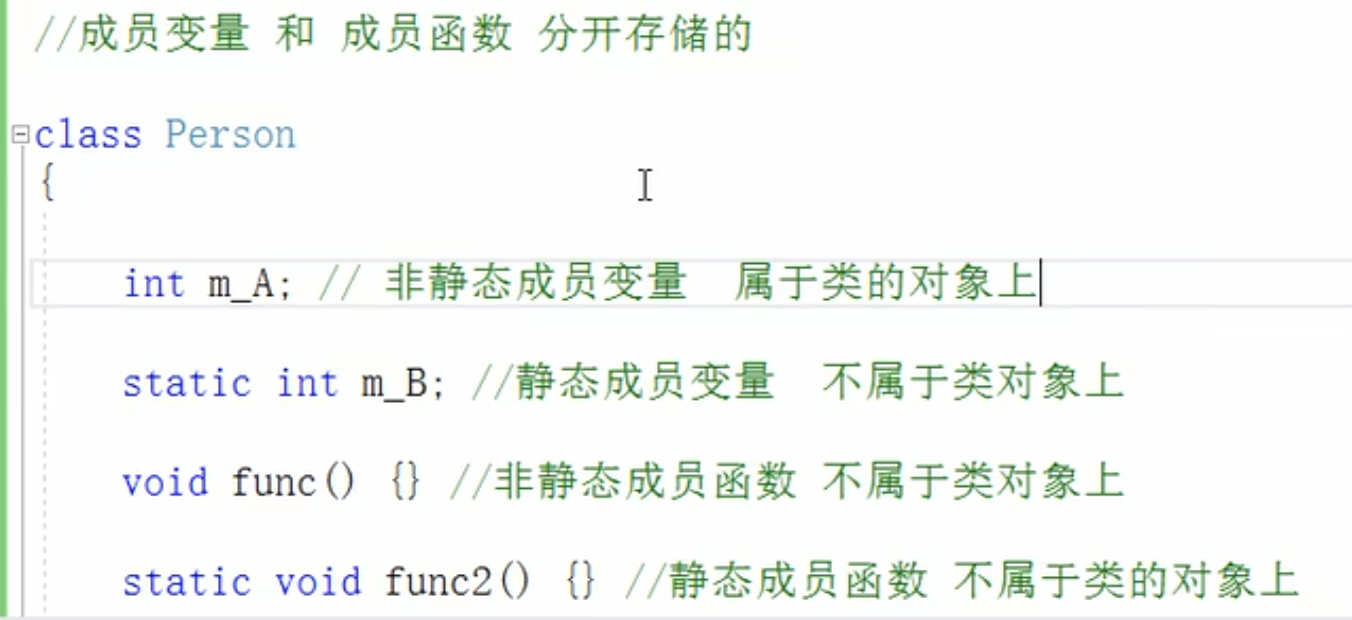 //成员变量 和 成员函数 分开存储的
class Person
{
int m_A; // 非静态成员变量  属于类的对象上
static int m_B; //静态成员变量  不属于类对象上
void func() {} //非静态成员函数 不属于类对象上
static void func2() {} //静态成员函数 不属于类的对象上